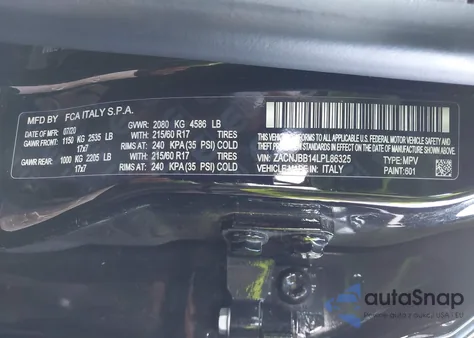 MFD BY FCA ITALY S.P.A.
DATE OF MFD: 07/20 GVWR: 2080 KG 4586 LB
GAWR FRONT: 1150 KG 2535 LB WITH: 215/60 R17 TIRES
17x7 RIMS AT: 240 KPA(35 PSI) COLD
GAWR REAR: 1000 KG 2205 LB WITH: 215/60 R17 TIRES
17x7 RIMS AT: 240 KPA(35 PSI) COLD
THIS VEHICLE CONFORMS TO ALL APPLICABLE
FEDERAL MOTOR VEHICLE SAFETY,
BUMPER, AND THEFT PREVENTION STANDARDS
IN EFFECT ON THE DATE OF MANUFACTURE SHOWN ABOVE.
VIN: ZACNJBB14LPL86325 TYPE: MPV
VEHICLE MADE IN: ITALY PAINT: 601
autoSnap